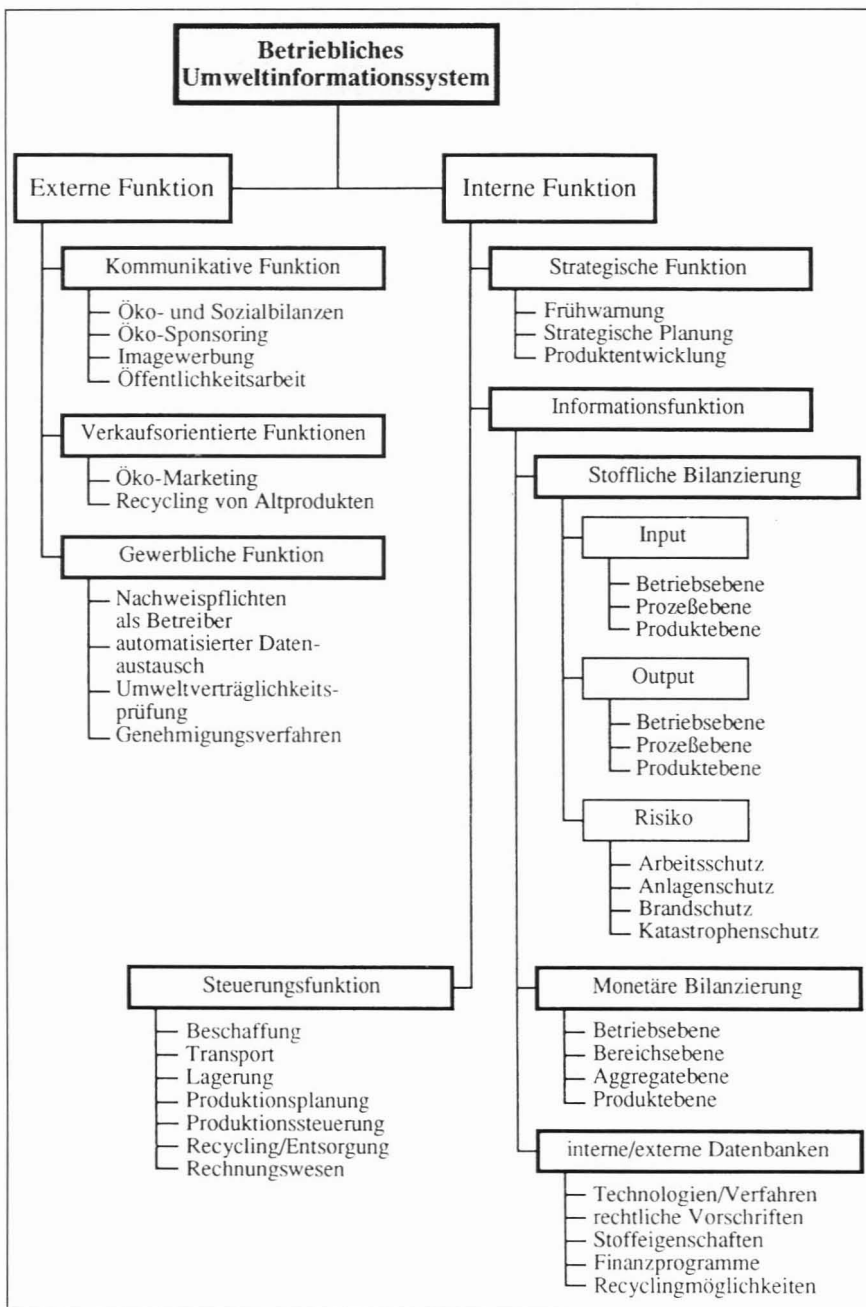 Betriebliches
Umweltinformationssystem
Externe Funktion
Kommunikative Funktion
Öko- und Sozialbilanzen
Öko-Sponsoring
Imagewerbung
Öffentlichkeitsarbeit
Verkaufsorientierte Funktionen
Öko-Marketing
Recycling von Altprodukten
Gewerbliche Funktion
Nachweispflichten
als Betreiber
automatisierter Daten-
austausch
Umweltverträglichkeits-
prüfung
Genehmigungsverfahren
Interne Funktion
Strategische Funktion
Frühwarnung
Strategische Planung
Produktentwicklung
Informationsfunktion
Stoffliche Bilanzierung
Input
Betriebsebene
Prozeßebene
Produktebene
Output
Betriebsebene
Prozeßebene
Produktebene
Risiko
Arbeitsschutz
Anlagenschutz
Brandschutz
Katastrophenschutz
Monetäre Bilanzierung
Betriebsebene
Bereichsebene
Aggregatebene
Produktebene
interne/externe Datenbanken
Technologien/Verfahren
rechtliche Vorschriften
Stoffeigenschaften
Finanzprogramme
Recyclingmöglichkeiten
Steuerungsfunktion
Beschaffung
Transport
Lagerung
Produktionsplanung
Produktionssteuerung
Recycling/Entsorgung
Rechnungswesen